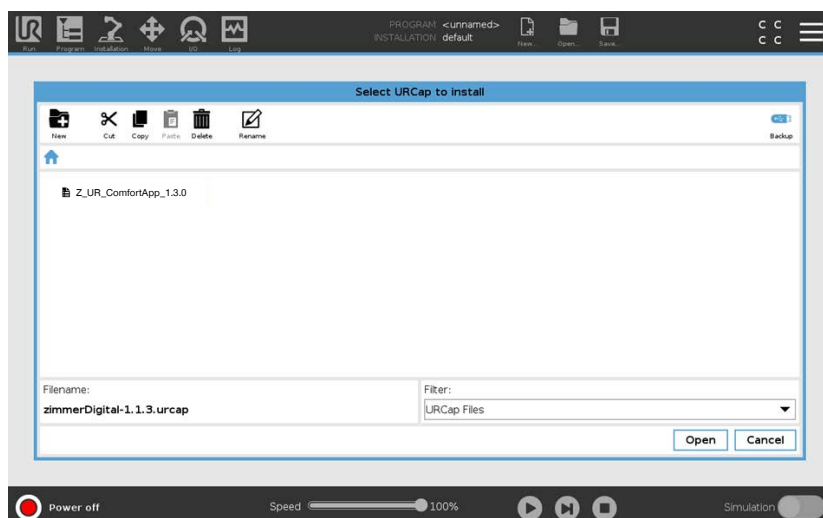 UR
PROGRAM <unnamed>
INSTALLATION default
Run Program Installation Move I/O Log New... Open... Save...
C C
C C
Select URCap to install
New Cut Copy Paste Delete Rename Backup
Z_UR_ComfortApp_1.3.0
Filename:
zimmerDigital-1.1.3.urcap
Filter:
URCap Files
Open Cancel
Power off Speed 100% Simulation